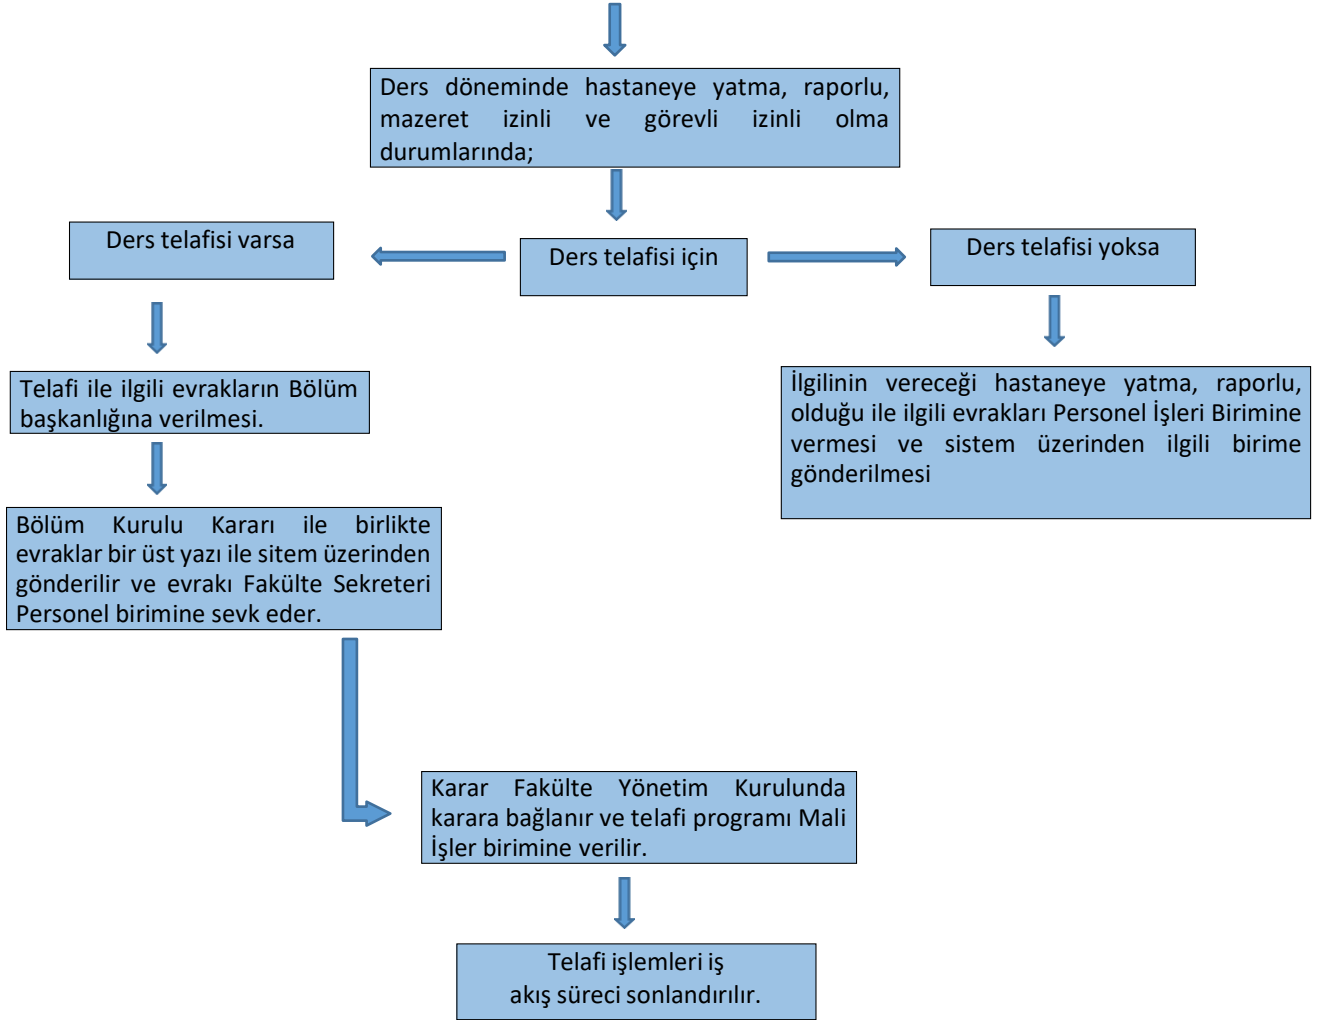 Ders döneminde hastaneye yatma, raporlu,
mazeret izinli ve görevli izinli olma
durumlarında;
Ders telafisi varsa
Ders telafisi için
Ders telafisi yoksa
Telafi ile ilgili evrakların Bölüm
başkanlığına verilmesi.
İlgilinin vereceği hastaneye yatma, raporlu,
olduğu ile ilgili evrakları Personel İşleri Birimine
vermesi ve sistem üzerinden ilgili birime
gönderilmesi
Bölüm Kurulu Kararı ile birlikte
evraklar bir üst yazı ile sitem üzerinden
gönderilir ve evrakı Fakülte Sekreteri
Personel birimine sevk eder.
Karar Fakülte Yönetim Kurulunda
karara bağlanır ve telafi programı Mali
İşler birimine verilir.
Telafi işlemleri iş
akış süreci sonlandırılır.